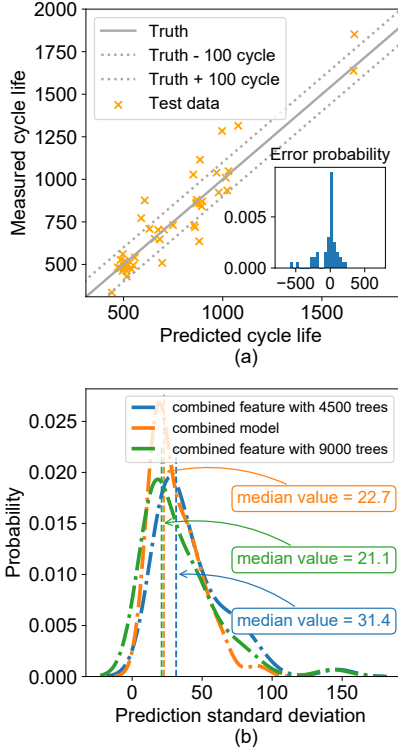 2000
1750
1500
1250
1000
750
500
Measured cycle life
Truth
Truth - 100 cycle
Truth + 100 cycle
Test data
Error probability
0.005
0.000
−500 0 500
500 1000 1500
Predicted cycle life
(a)
0.025
0.020
0.015
0.010
0.005
0.000
Probability
combined feature with 4500 trees
combined model
combined feature with 9000 trees
median value = 22.7
median value = 21.1
median value = 31.4
0 50 100 150
Prediction standard deviation
(b)